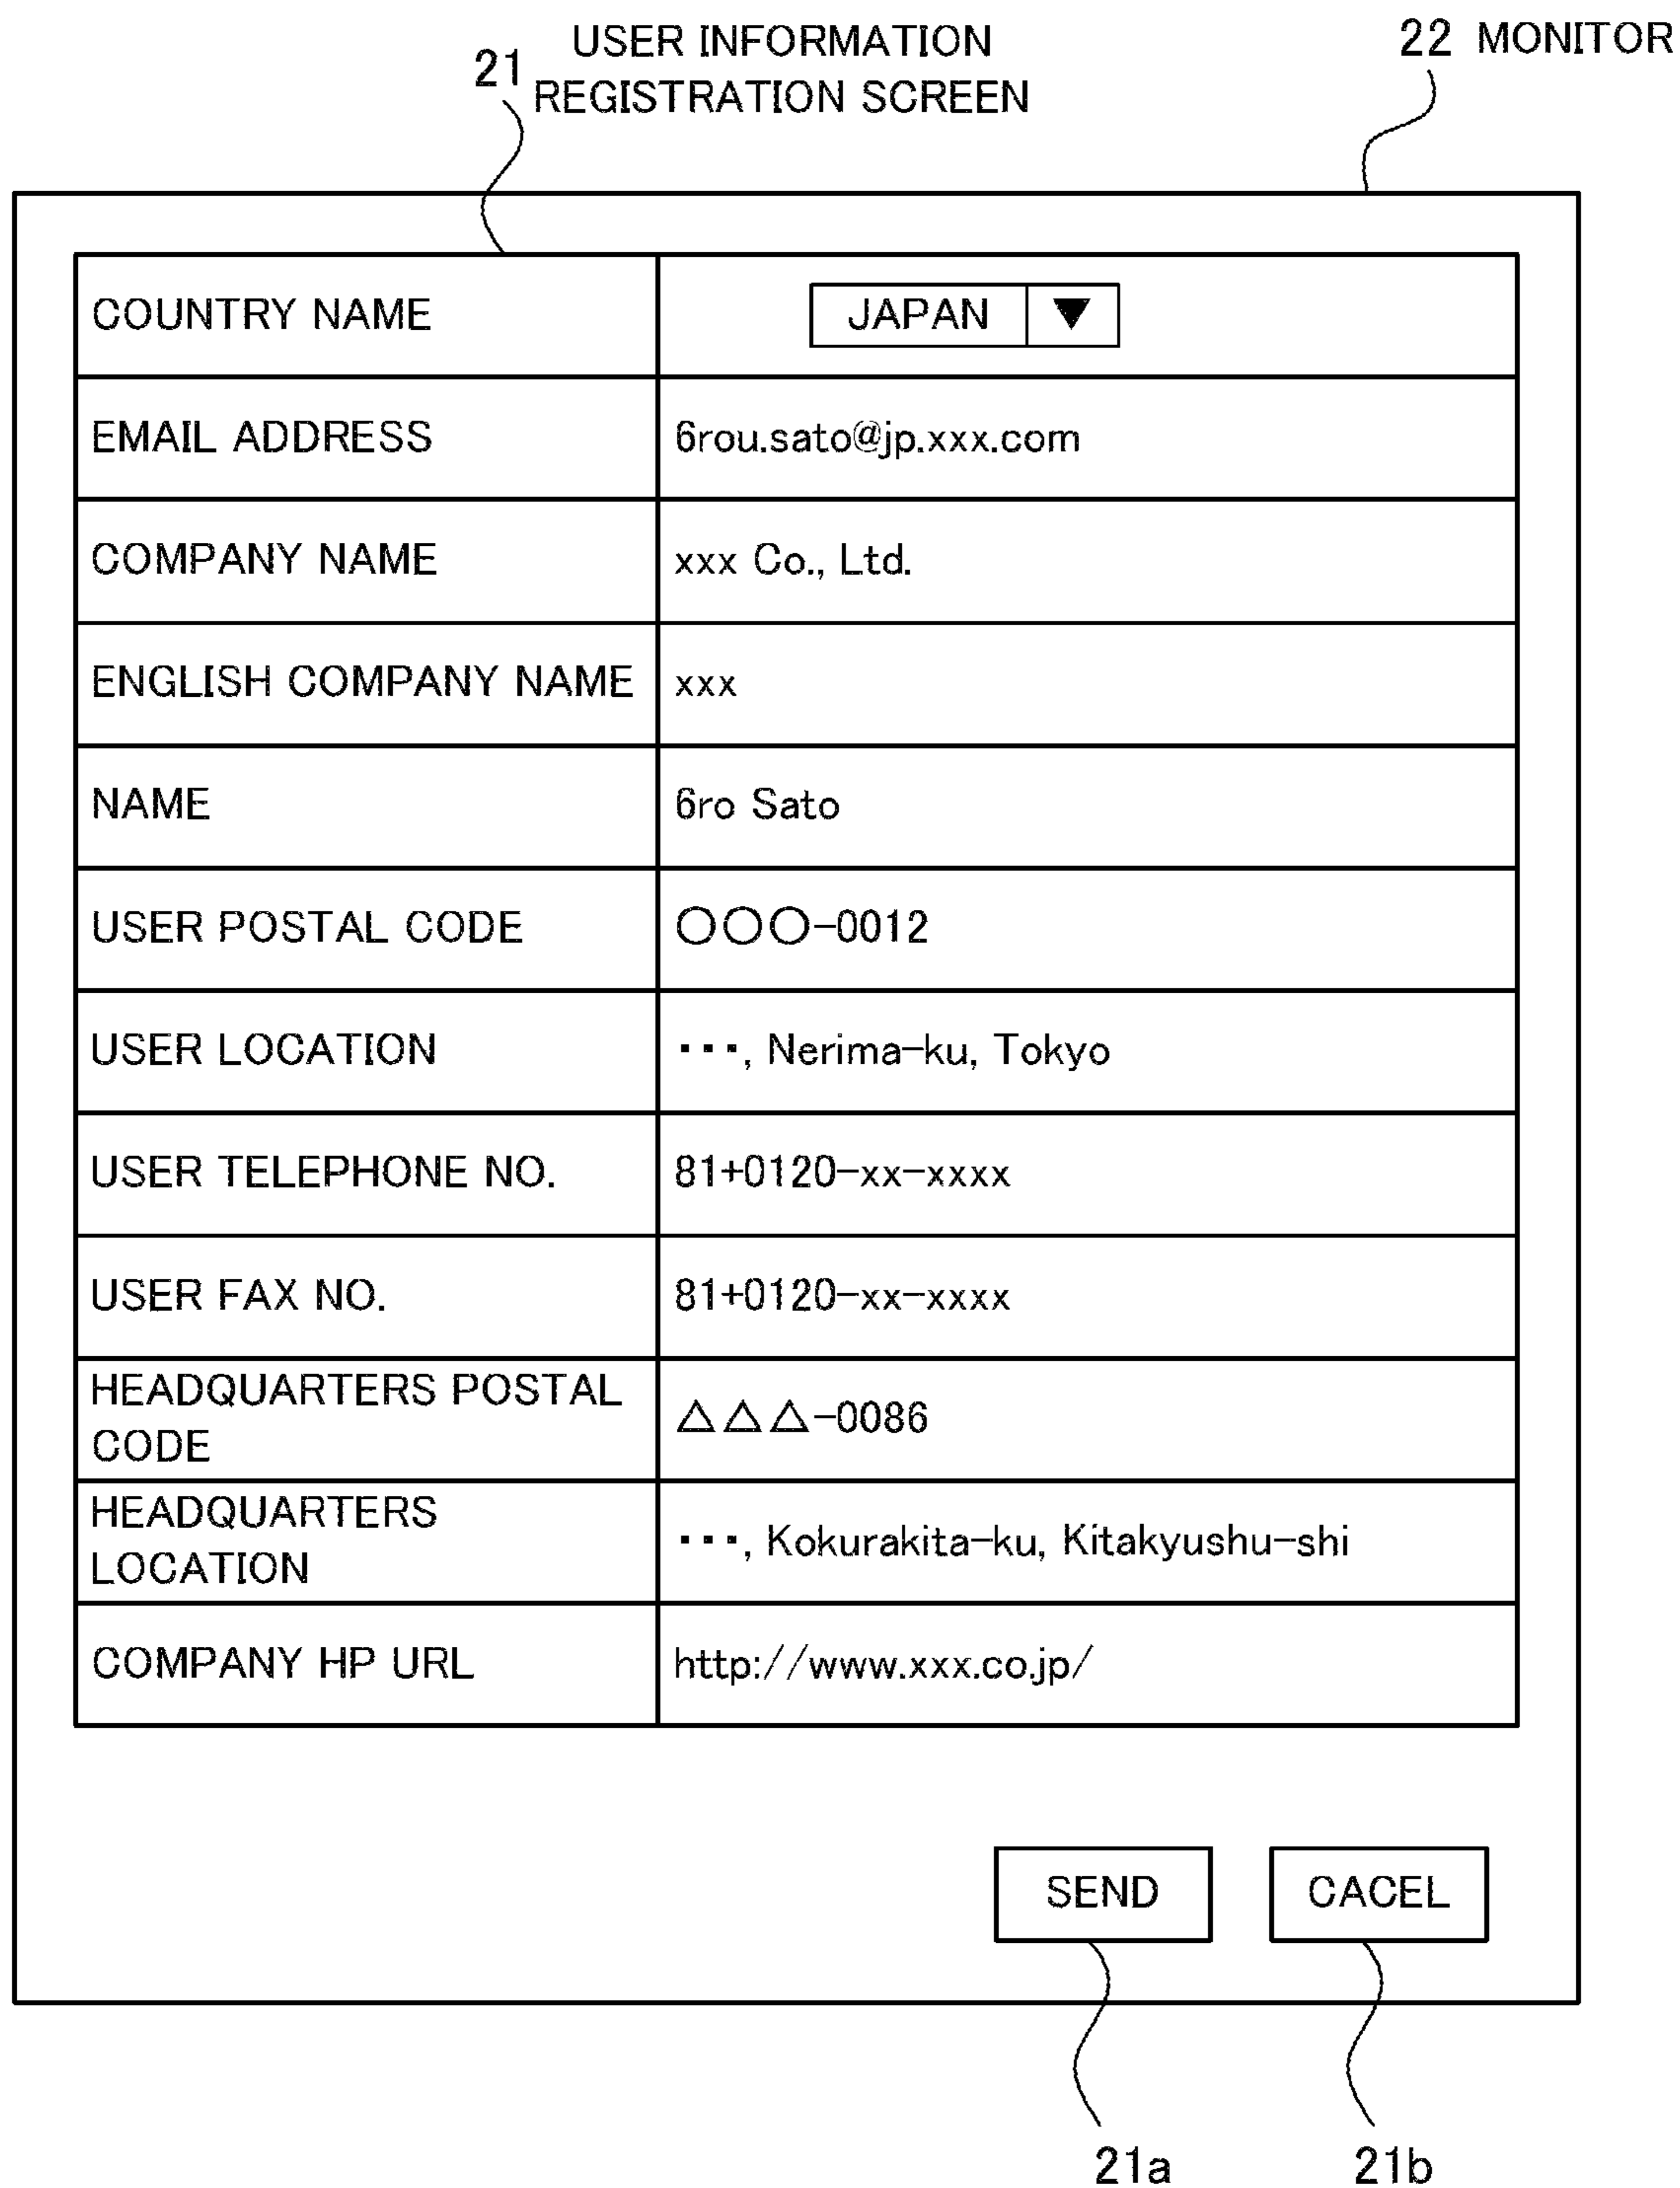 21 USER INFORMATION
REGISTRATION SCREEN
22 MONITOR
COUNTRY NAME JAPAN ▼
EMAIL ADDRESS 6rou.sato@jp.xxx.com
COMPANY NAME xxx Co., Ltd.
ENGLISH COMPANY NAME xxx
NAME 6ro Sato
USER POSTAL CODE ○○○-0012
USER LOCATION ･･･, Nerima-ku, Tokyo
USER TELEPHONE NO. 81+0120-xx-xxxx
USER FAX NO. 81+0120-xx-xxxx
HEADQUARTERS POSTAL
CODE △△△-0086
HEADQUARTERS
LOCATION ･･･, Kokurakita-ku, Kitakyushu-shi
COMPANY HP URL http://www.xxx.co.jp/
SEND CACEL
21a 21b